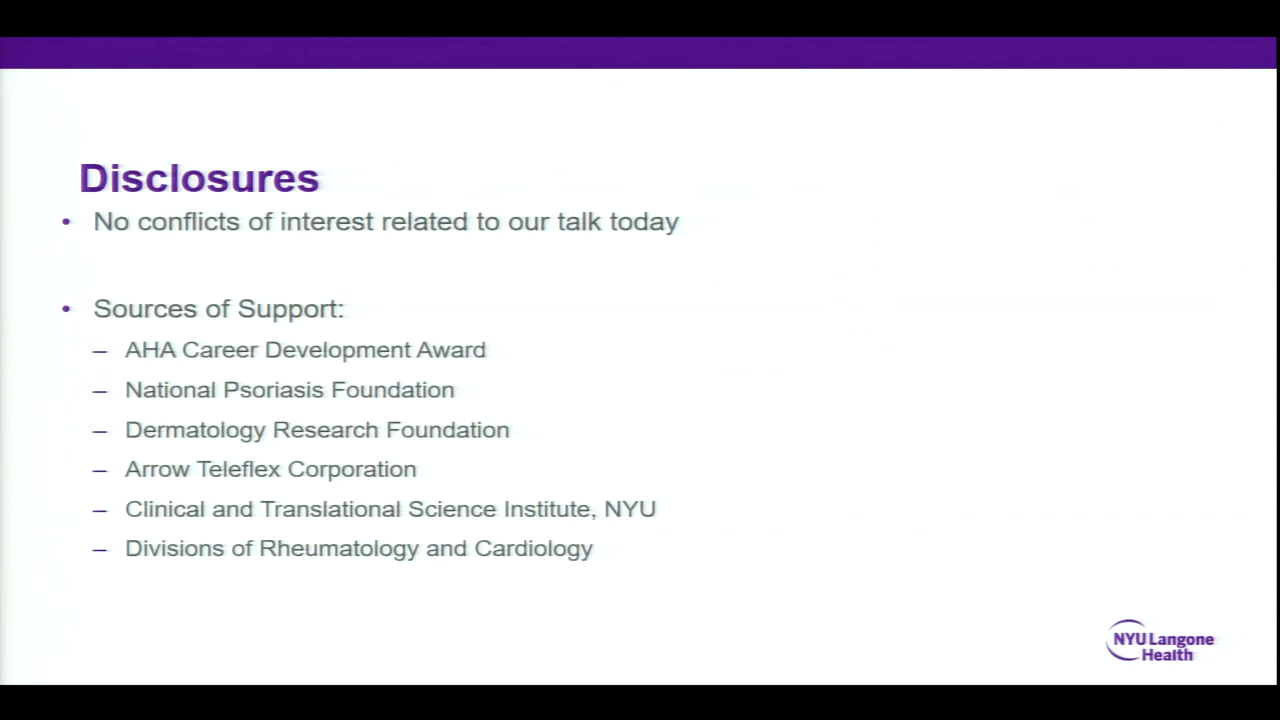 Disclosures
• No conflicts of interest related to our talk today
• Sources of Support:
– AHA Career Development Award
– National Psoriasis Foundation
– Dermatology Research Foundation
– Arrow Teleflex Corporation
– Clinical and Translational Science Institute, NYU
– Divisions of Rheumatology and Cardiology
NYU Langone
Health